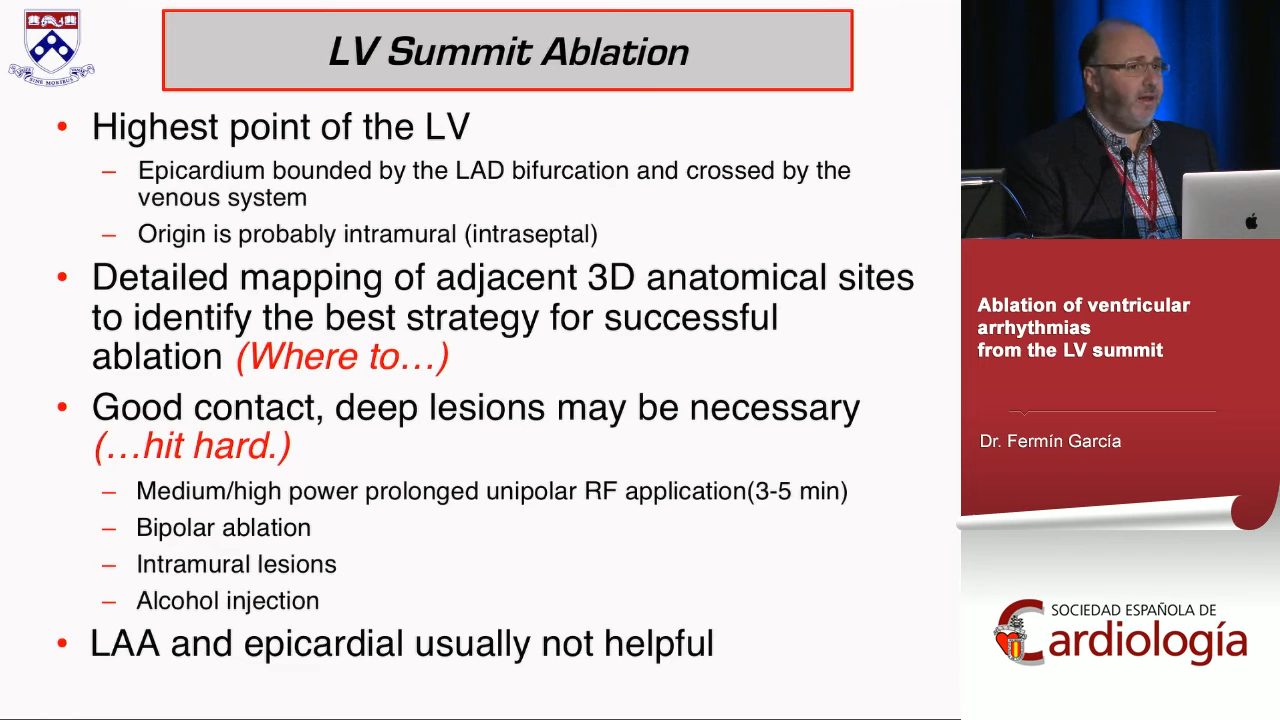 LV Summit Ablation
• Highest point of the LV
– Epicardium bounded by the LAD bifurcation and crossed by the
venous system
– Origin is probably intramural (intraseptal)
• Detailed mapping of adjacent 3D anatomical sites
to identify the best strategy for successful
ablation (Where to…)
• Good contact, deep lesions may be necessary
(…hit hard.)
– Medium/high power prolonged unipolar RF application(3-5 min)
– Bipolar ablation
– Intramural lesions
– Alcohol injection
• LAA and epicardial usually not helpful
Ablation of ventricular
arrhythmias
from the LV summit
Dr. Fermín García
SOCIEDAD ESPAÑOLA DE
Cardiología